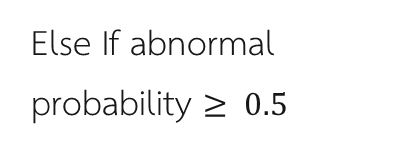 Else If abnormal
probability ≥ 0.5